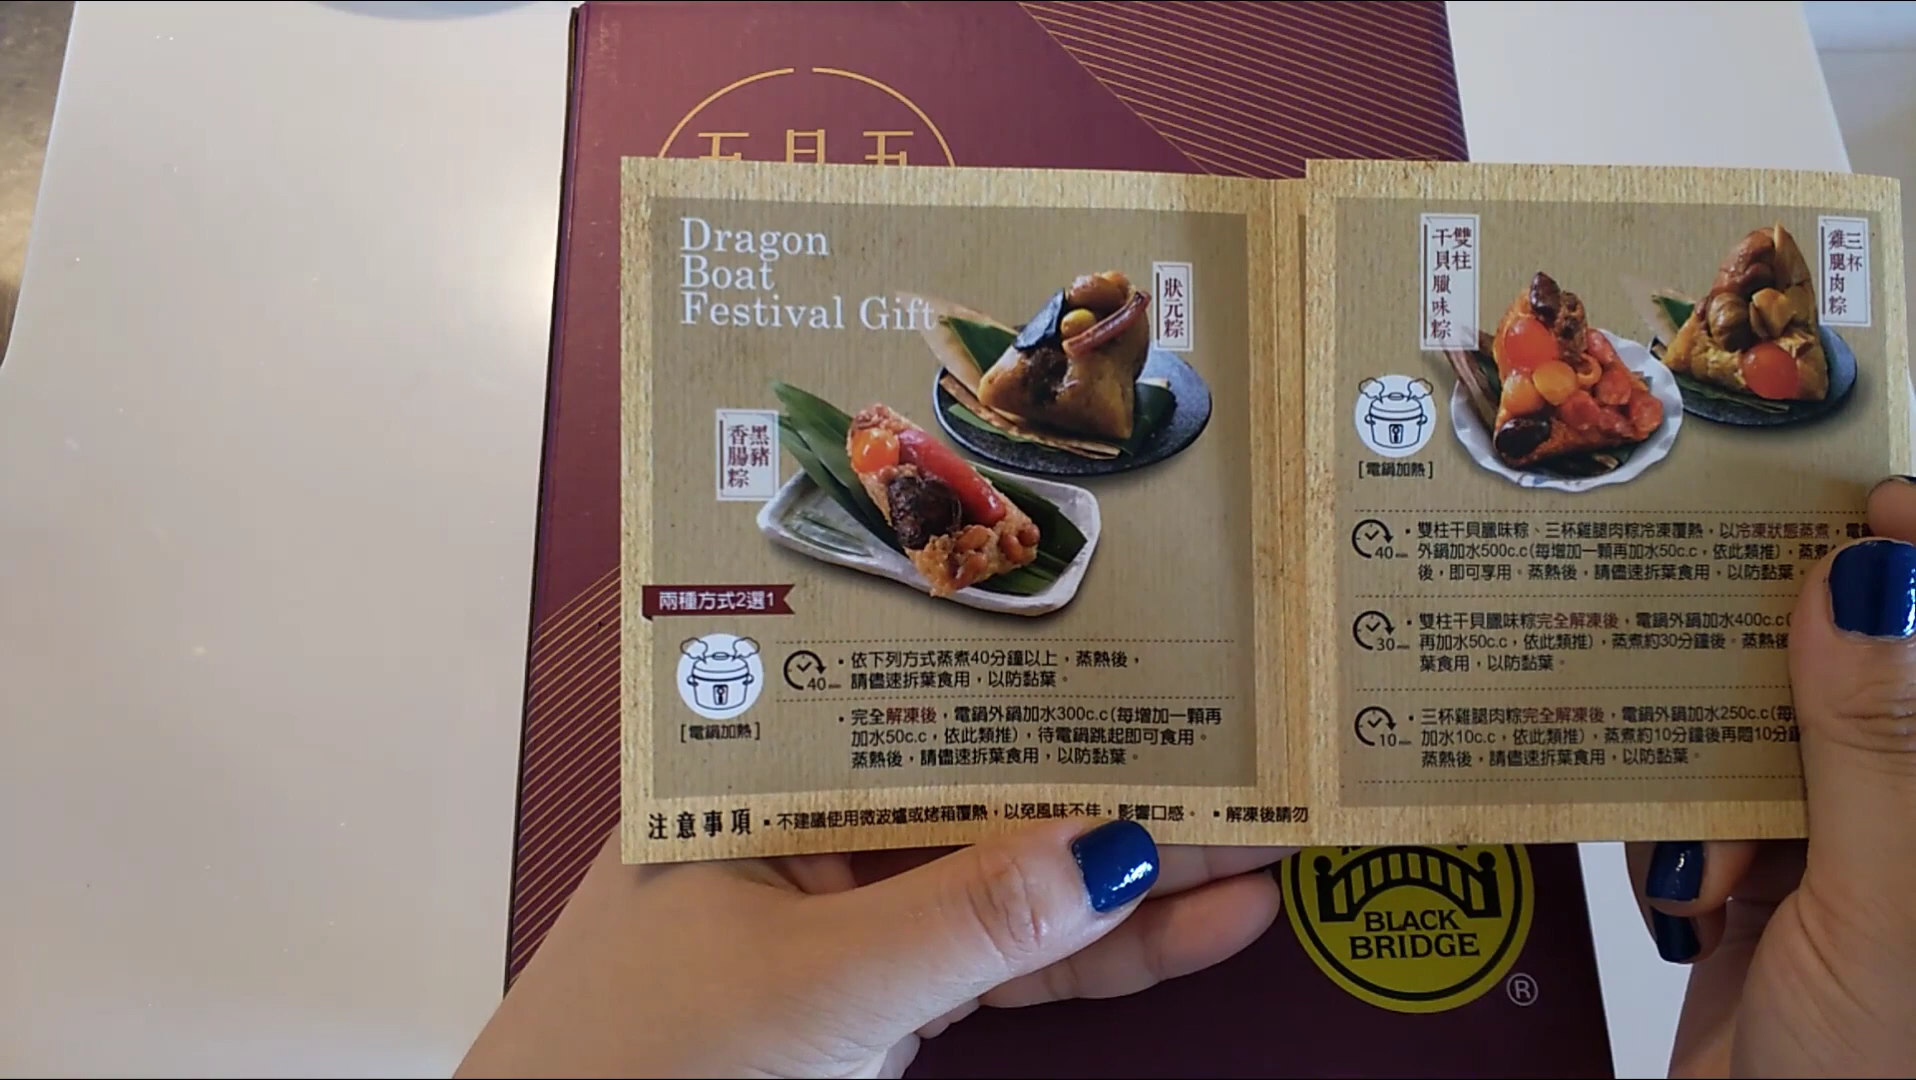 五月五
Dragon
Boat
Festival Gift
狀元粽
黑豬
香腸粽
兩種方式2選1
40min
・依下列方式蒸煮40分鐘以上,蒸熱後,
請儘速拆葉食用,以防黏葉。
[電鍋加熱]
・完全解凍後,電鍋外鍋加水300c.c(每增加一顆再
加水50c.c,依此類推),待電鍋跳起即可食用。
蒸熱後,請儘速拆葉食用,以防黏葉。
注意事項 ▪不建議使用微波爐或烤箱覆熱,以免風味不佳,影響口感。 ▪解凍後請勿
雙柱
干貝臘味粽
三杯
雞腿肉粽
[電鍋加熱]
40min
・雙柱干貝臘味粽、三杯雞腿肉粽冷凍覆熱,以冷凍狀態蒸煮,電
外鍋加水500c.c(每增加一顆再加水50c.c,依此類推),蒸煮
後,即可享用。蒸熱後,請儘速拆葉食用,以防黏葉。
30min
・雙柱干貝臘味粽完全解凍後,電鍋外鍋加水400c.c(
再加水50c.c,依此類推),蒸煮約30分鐘後。蒸熱後
葉食用,以防黏葉。
10min
・三杯雞腿肉粽完全解凍後,電鍋外鍋加水250c.c(每
加水10c.c,依此類推),蒸煮約10分鐘後再悶10分鐘
蒸熱後,請儘速拆葉食用,以防黏葉。
BLACK
BRIDGE
®